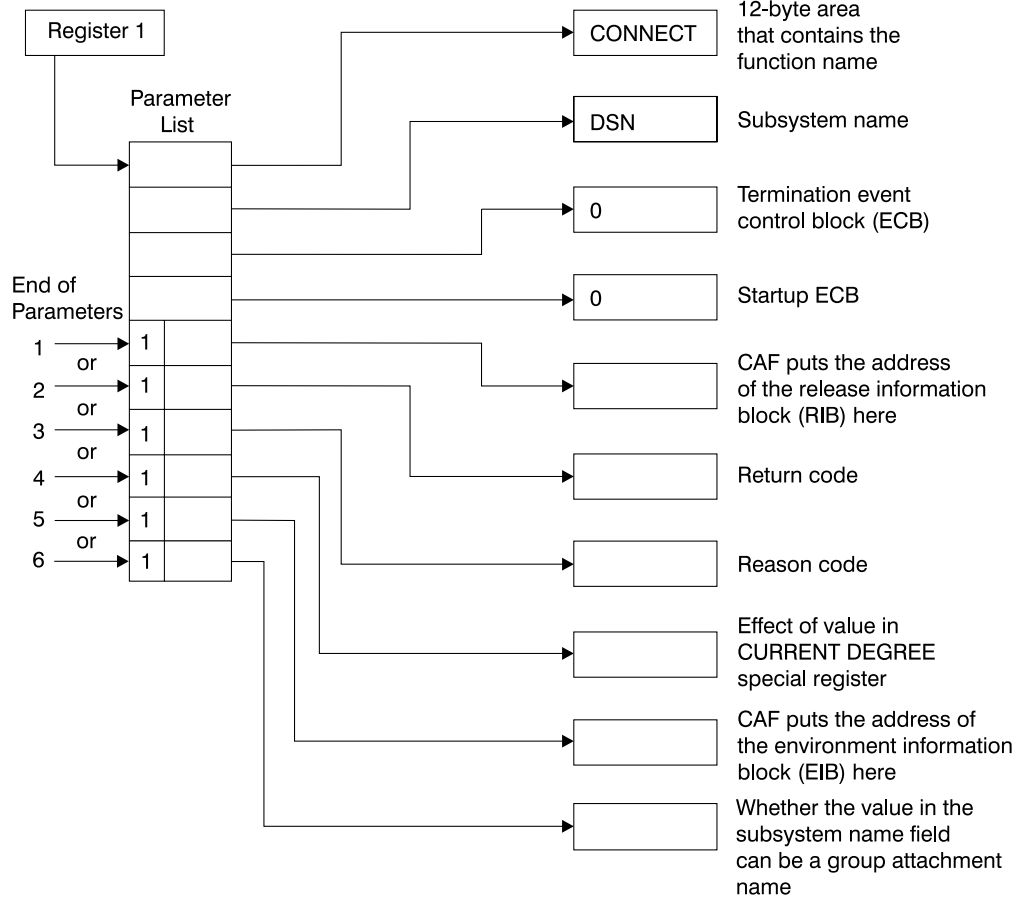 Register 1
Parameter
List
End of
Parameters
1
or
2
or
3
or
4
or
5
or
6
1
1
1
1
1
1
CONNECT
12-byte area
that contains the
function name
DSN
Subsystem name
0
Termination event
control block (ECB)
0
Startup ECB
CAF puts the address
of the release information
block (RIB) here
Return code
Reason code
Effect of value in
CURRENT DEGREE
special register
CAF puts the address of
the environment information
block (EIB) here
Whether the value in the
subsystem name field
can be a group attachment
name